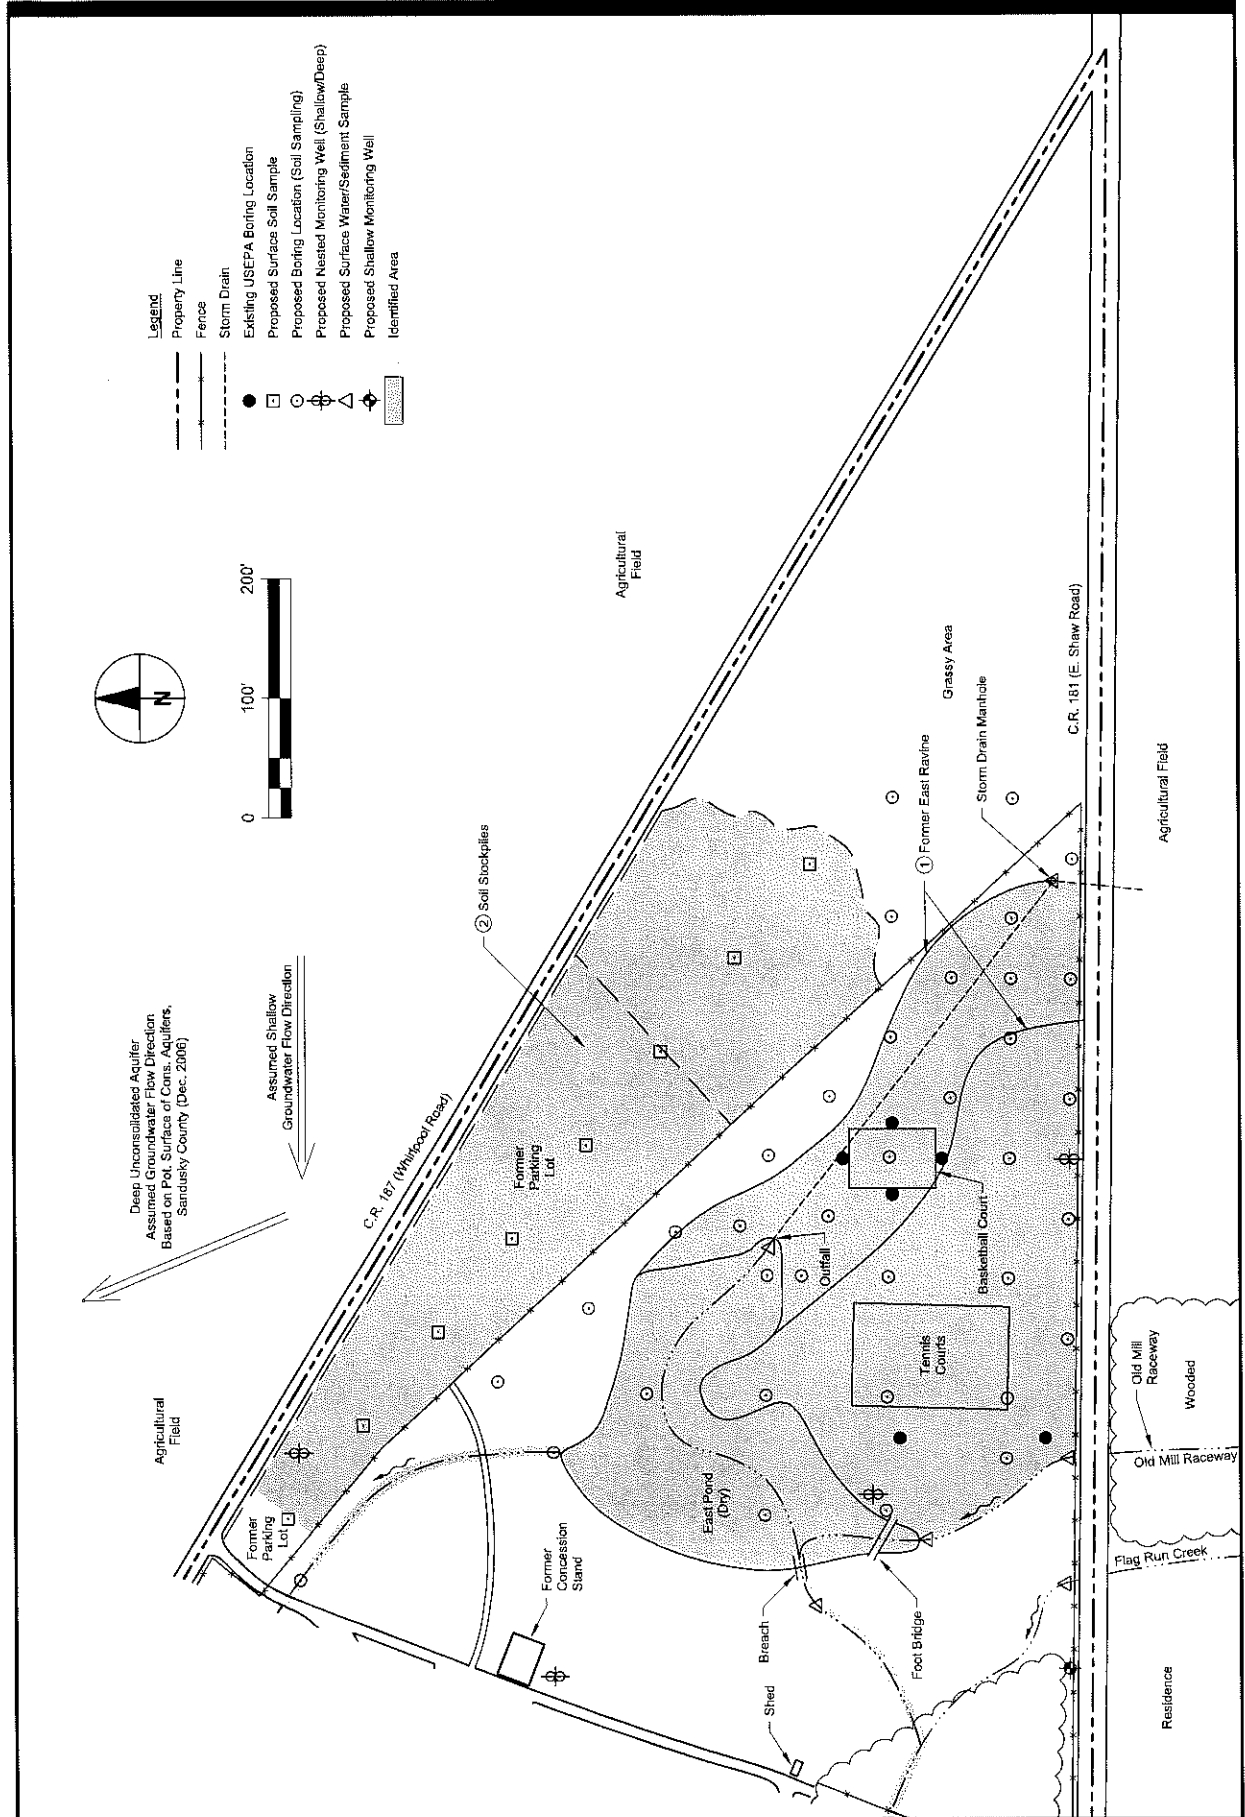 Legend
Property Line
Fence
Storm Drain
Existing USEPA Boring Location
Proposed Surface Soil Sample
Proposed Boring Location (Soil Sampling)
Proposed Nested Monitoring Well (Shallow/Deep)
Proposed Surface Water/Sediment Sample
Proposed Shallow Monitoring Well
Identified Area
N
0
100'
200'
Deep Unconsolidated Aquifer
Assumed Groundwater Flow Direction
Based on Pot. Surface of Cons. Aquifers,
Sandusky County (Dec. 2006)
Assumed Shallow
Groundwater Flow Direction
Agricultural
Field
C.R. 187 (Whirlpool Road)
Agricultural
Field
2 Soil Stockpiles
Former
Parking
Lot
Former
Parking
Lot
Former
Concession
Stand
East Pond
(Dry)
Outfall
Tennis
Courts
Basketball Court
1 Former East Ravine
Grassy Area
Storm Drain Manhole
C.R. 181 (E. Shaw Road)
Shed
Breach
Foot Bridge
Flag Run Creek
Old Mill Raceway
Old Mill
Raceway
Wooded
Residence
Agricultural Field